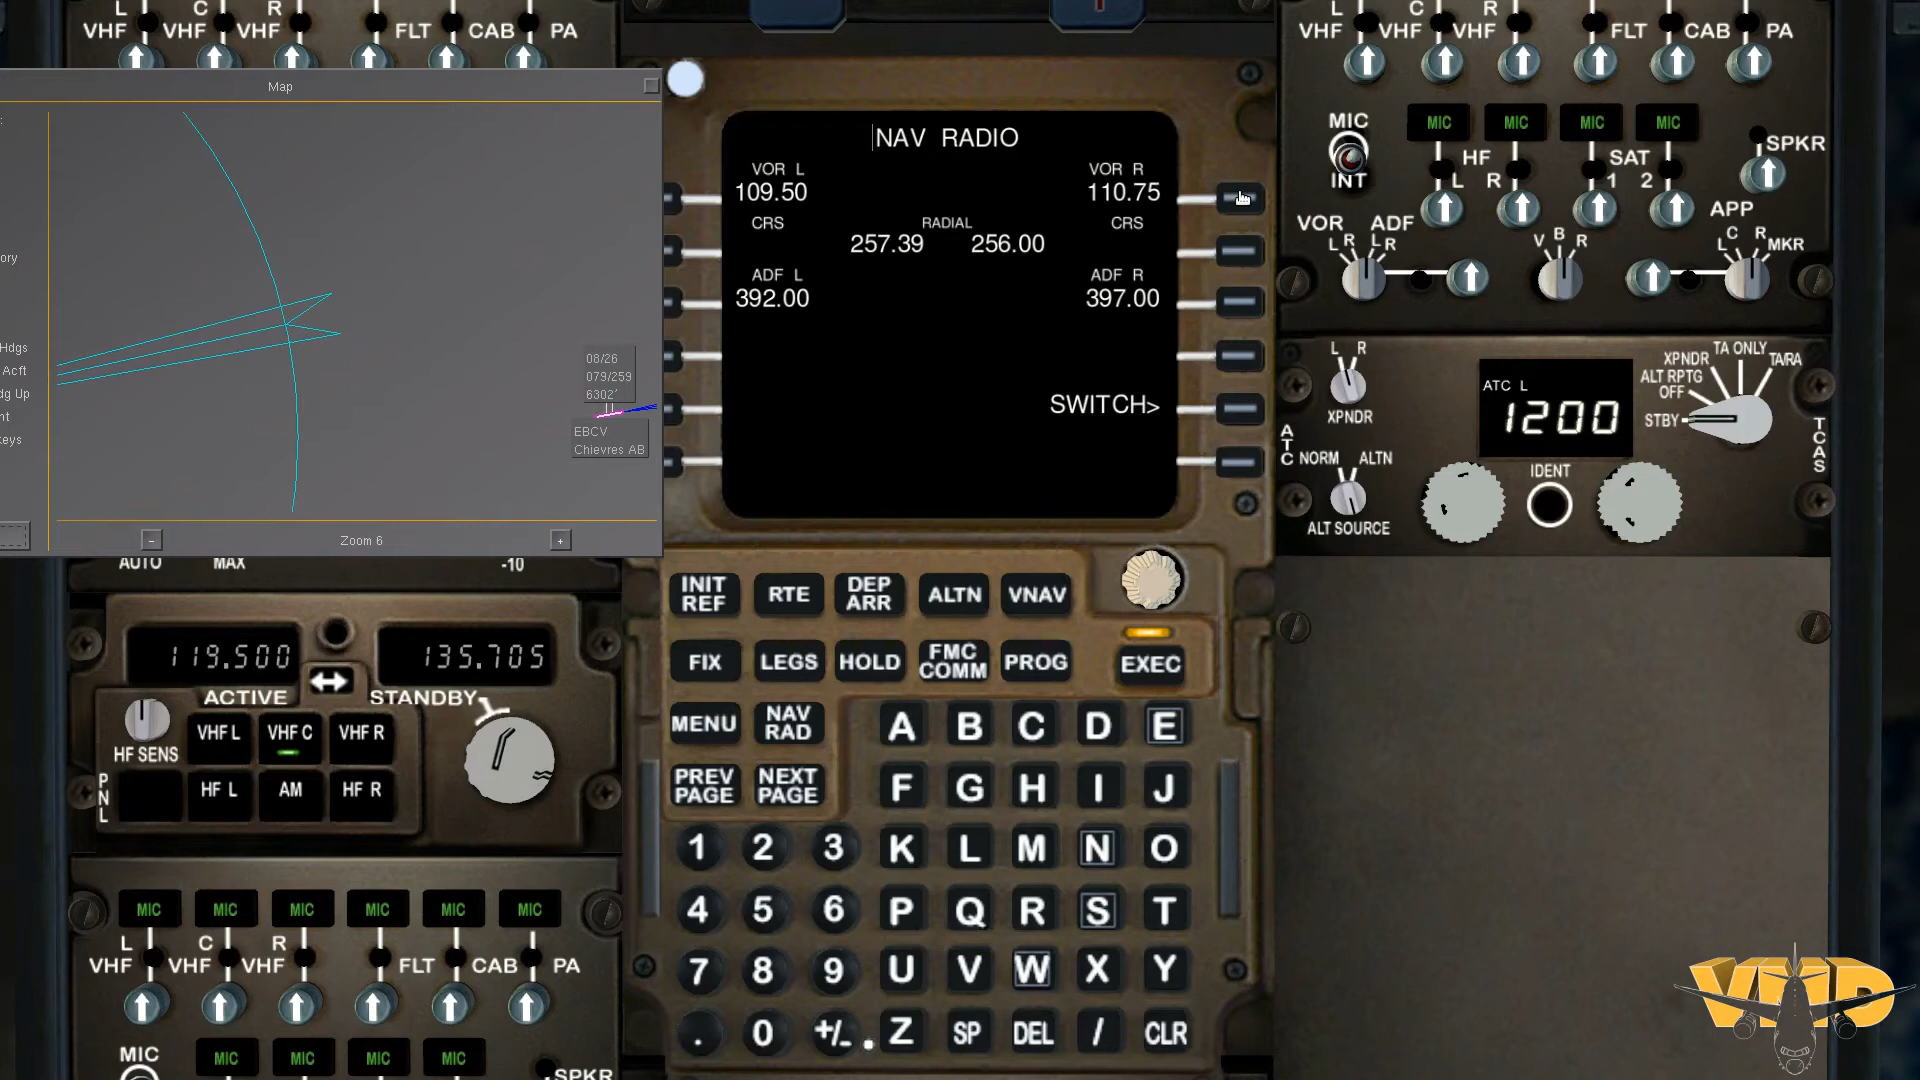 L C R
VHF VHF VHF FLT CAB PA
L C R
VHF VHF VHF FLT CAB PA
Map
:
ory
Hdgs
Acft
dg Up
nt
keys
08/26
079/259
6302'
EBCV
Chievres AB
- Zoom 6 +
NAV RADIO
VOR L VOR R
109.50 110.75
CRS RADIAL CRS
257.39 256.00
ADF L ADF R
392.00 397.00
SWITCH>
MIC
INT
MIC MIC MIC MIC
SPKR
HF SAT
L R 1 2
VOR ADF APP
L R L R V B R L C R MKR
L R
XPNDR
ATC
NORM ALTN
ALT SOURCE
ATC L
1200
IDENT
TA ONLY
XPNDR TA/RA
ALT RPTG
OFF
STBY
TCAS
AUTO MAX -10
119.500 135.705
ACTIVE STANDBY
HF SENS
VHF L VHF C VHF R
PNL
HF L AM HF R
INIT REF RTE DEP ARR ALTN VNAV
FIX LEGS HOLD FMC COMM PROG EXEC
MENU NAV RAD
PREV PAGE NEXT PAGE
A B C D E
F G H I J
1 2 3 K L M N O
4 5 6 P Q R S T
7 8 9 U V W X Y
. 0 +/- Z SP DEL / CLR
MIC MIC MIC MIC MIC MIC
L C R
VHF VHF VHF FLT CAB PA
MIC
MIC MIC MIC MIC
SPKR